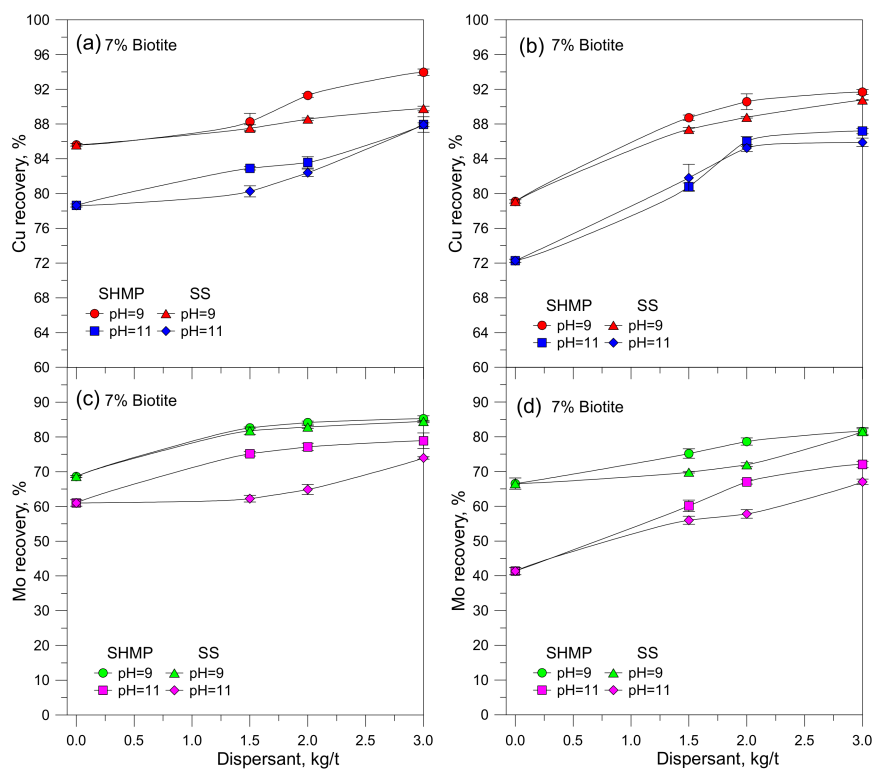 (a) 7% Biotite
100
96
92
88
84
80
76
72
68
64
60
Cu recovery, %
SHMP SS
pH=9 pH=9
pH=11 pH=11
(b) 7% Biotite
100
96
92
88
84
80
76
72
68
64
60
Cu recovery, %
SHMP SS
pH=9 pH=9
pH=11 pH=11
(c) 7% Biotite
90
80
70
60
50
40
30
20
10
0
Mo recovery, %
SHMP SS
pH=9 pH=9
pH=11 pH=11
0.0 0.5 1.0 1.5 2.0 2.5 3.0
Dispersant, kg/t
(d) 7% Biotite
90
80
70
60
50
40
30
20
10
0
Mo recovery, %
SHMP SS
pH=9 pH=9
pH=11 pH=11
0.0 0.5 1.0 1.5 2.0 2.5 3.0
Dispersant, kg/t